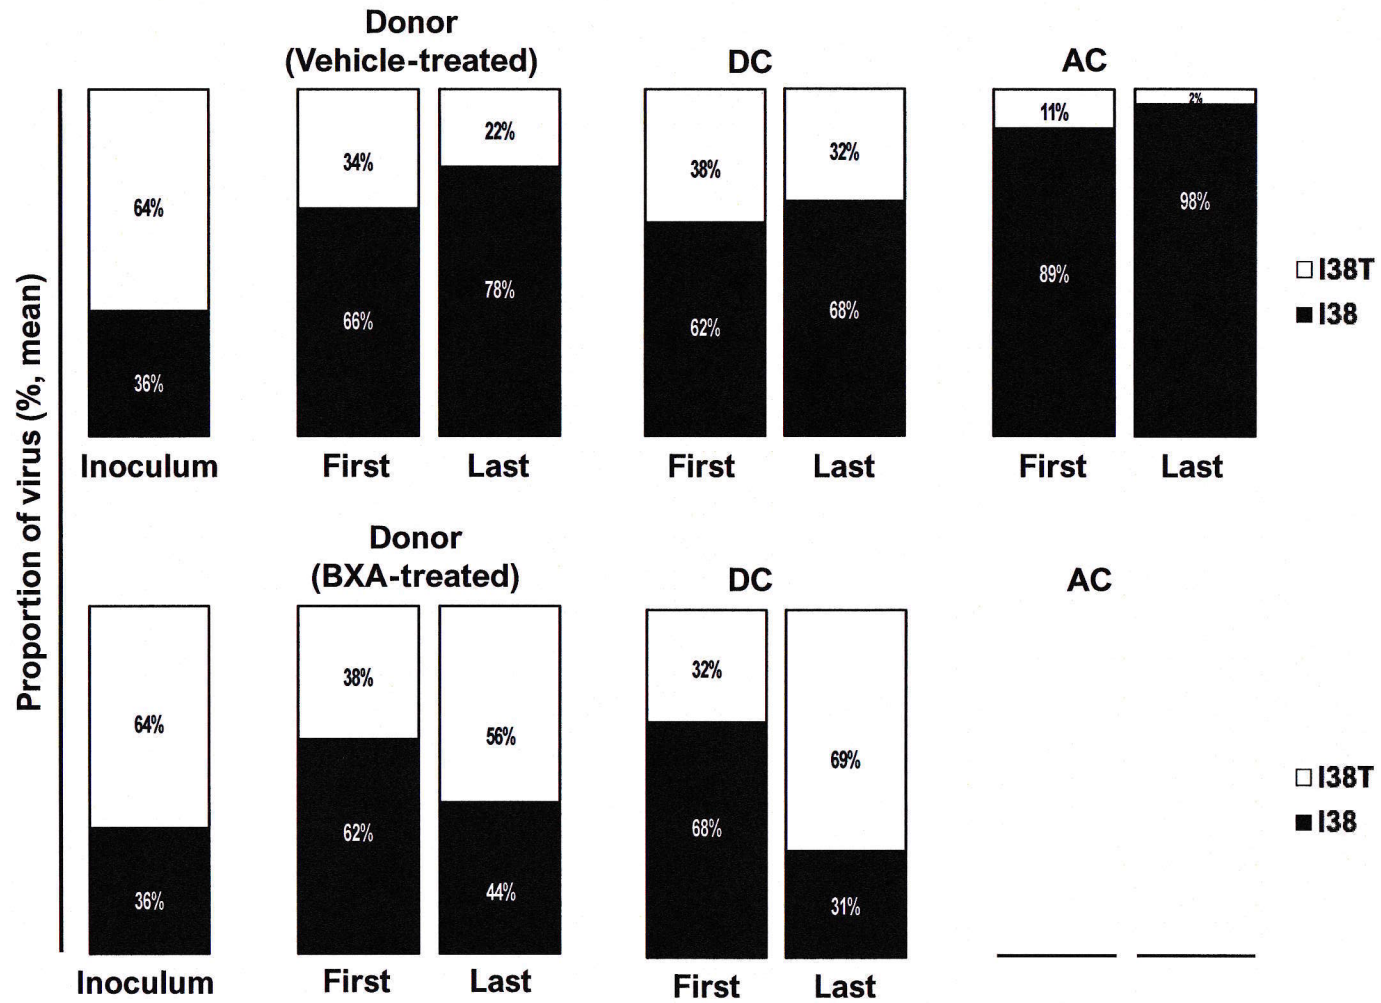 Donor
(Vehicle-treated)
DC
AC
Proportion of virus (%, mean)
64%
36%
34%
66%
22%
78%
38%
62%
32%
68%
11%
89%
2%
98%
I38T
I38
Inoculum
First
Last
First
Last
First
Last
Donor
(BXA-treated)
DC
AC
64%
36%
38%
62%
56%
44%
32%
68%
69%
31%
I38T
I38
Inoculum
First
Last
First
Last